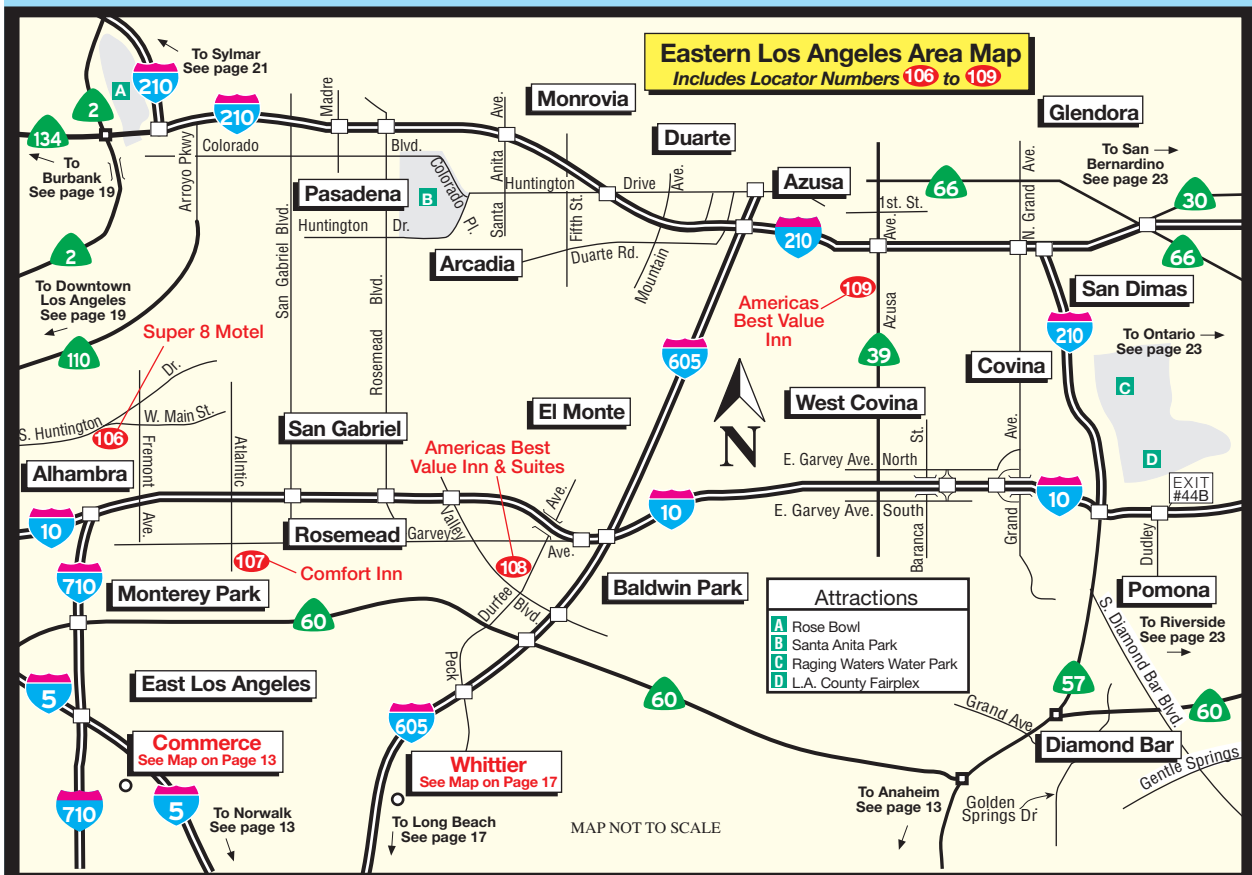 Eastern Los Angeles Area Map
Includes Locator Numbers 106 to 109
To Sylmar
See page 21
210
A
2
134
210
Madre
Monrovia
Ave.
Duarte
Glendora
To
Burbank
See page 19
Arroyo Pkwy
Colorado
Blvd.
Colorado
Pl.
Pasadena
B
Santa Anita
Huntington
Drive
Ave.
Azusa
66
To San
Bernardino
See page 23
30
N. Grand Ave.
1st. St.
Huntington
Dr.
Fifth St.
210
Ave.
66
2
San Gabriel Blvd.
Arcadia
Duarte Rd.
Mountain
San Dimas
To Downtown
Los Angeles
See page 19
Rosemead Blvd.
Americas
Best Value
Inn
109
Azusa
210
To Ontario
See page 23
Super 8 Motel
110
605
39
Covina
C
Dr.
W. Main St.
S. Huntington
106
El Monte
West Covina
San Gabriel
N
St.
Ave.
Fremont
Atlalntic
Americas Best
Value Inn & Suites
Alhambra
E. Garvey Ave.
North
D
EXIT
#44B
10
Ave.
Valley
Ave.
10
E. Garvey Ave.
South
10
Rosemead
Garvey
Ave.
Baranca
Grand
Dudley
107
Comfort Inn
108
710
Monterey Park
Baldwin Park
Pomona
Durfee
Blvd.
60
Attractions
A Rose Bowl
B Santa Anita Park
C Raging Waters Water Park
D L.A. County Fairplex
To Riverside
See page 23
S. Diamond Bar Blvd.
Peck
5
East Los Angeles
60
57
60
Grand Ave.
605
Commerce
See Map on Page 13
Whittier
See Map on Page 17
Diamond Bar
Gentle Springs
710
5
To Norwalk
See page 13
To Long Beach
See page 17
MAP NOT TO SCALE
To Anaheim
See page 13
Golden
Springs Dr